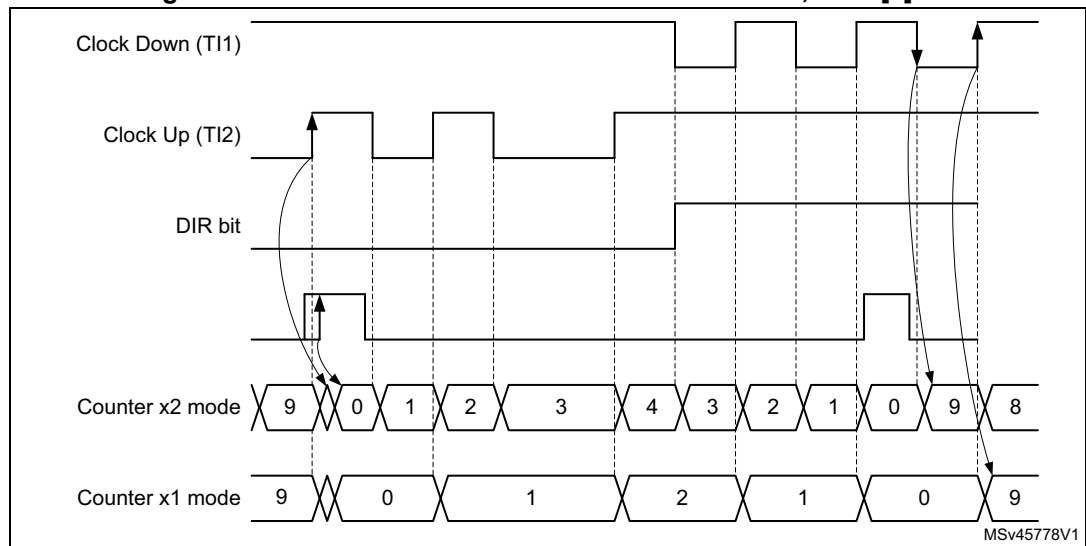 Clock Down (TI1)
Clock Up (TI2)
DIR bit
Counter x2 mode 9 0 1 2 3 4 3 2 1 0 9 8
Counter x1 mode 9 0 1 2 1 0 9
MSv45778V1